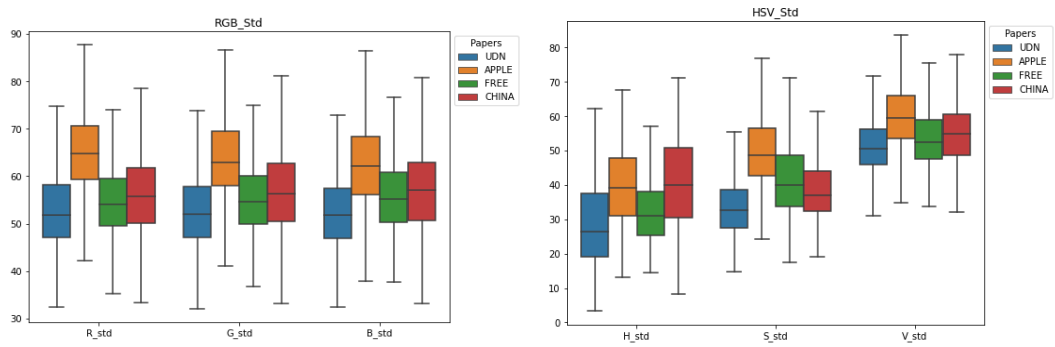 RGB_Std
90
80
70
60
50
40
30
R_std
G_std
B_std
Papers
UDN
APPLE
FREE
CHINA
HSV_Std
80
70
60
50
40
30
20
10
0
H_std
S_std
V_std
Papers
UDN
APPLE
FREE
CHINA